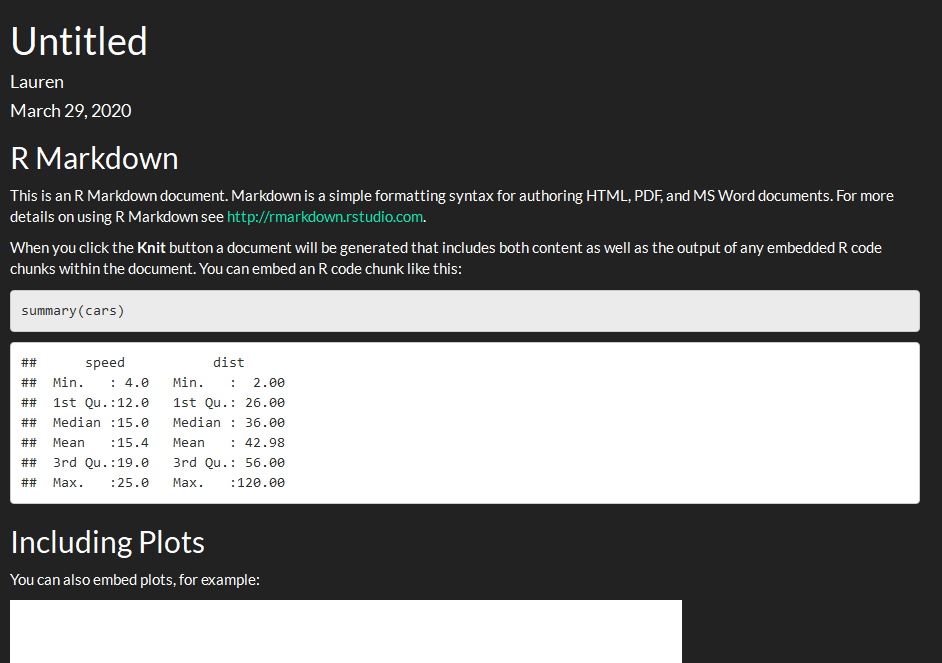 Untitled
Lauren
March 29, 2020
R Markdown
This is an R Markdown document. Markdown is a simple formatting syntax for authoring HTML, PDF, and MS Word documents. For more
details on using R Markdown see http://rmarkdown.rstudio.com.
When you click the Knit button a document will be generated that includes both content as well as the output of any embedded R code
chunks within the document. You can embed an R code chunk like this:
summary(cars)
##      speed           dist
##  Min.   : 4.0   Min.   :  2.00
##  1st Qu.:12.0   1st Qu.: 26.00
##  Median :15.0   Median : 36.00
##  Mean   :15.4   Mean   : 42.98
##  3rd Qu.:19.0   3rd Qu.: 56.00
##  Max.   :25.0   Max.   :120.00
Including Plots
You can also embed plots, for example: